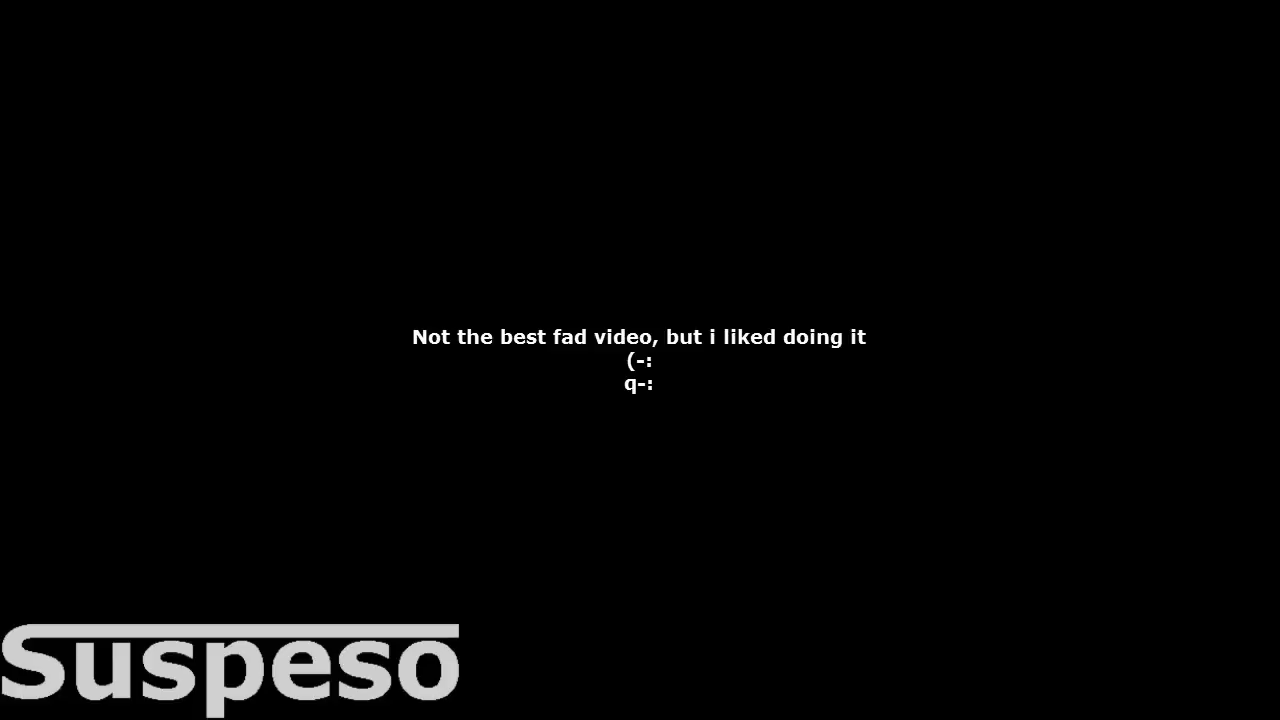 Not the best fad video, but i liked doing it
(-:
q-:
Suspeso